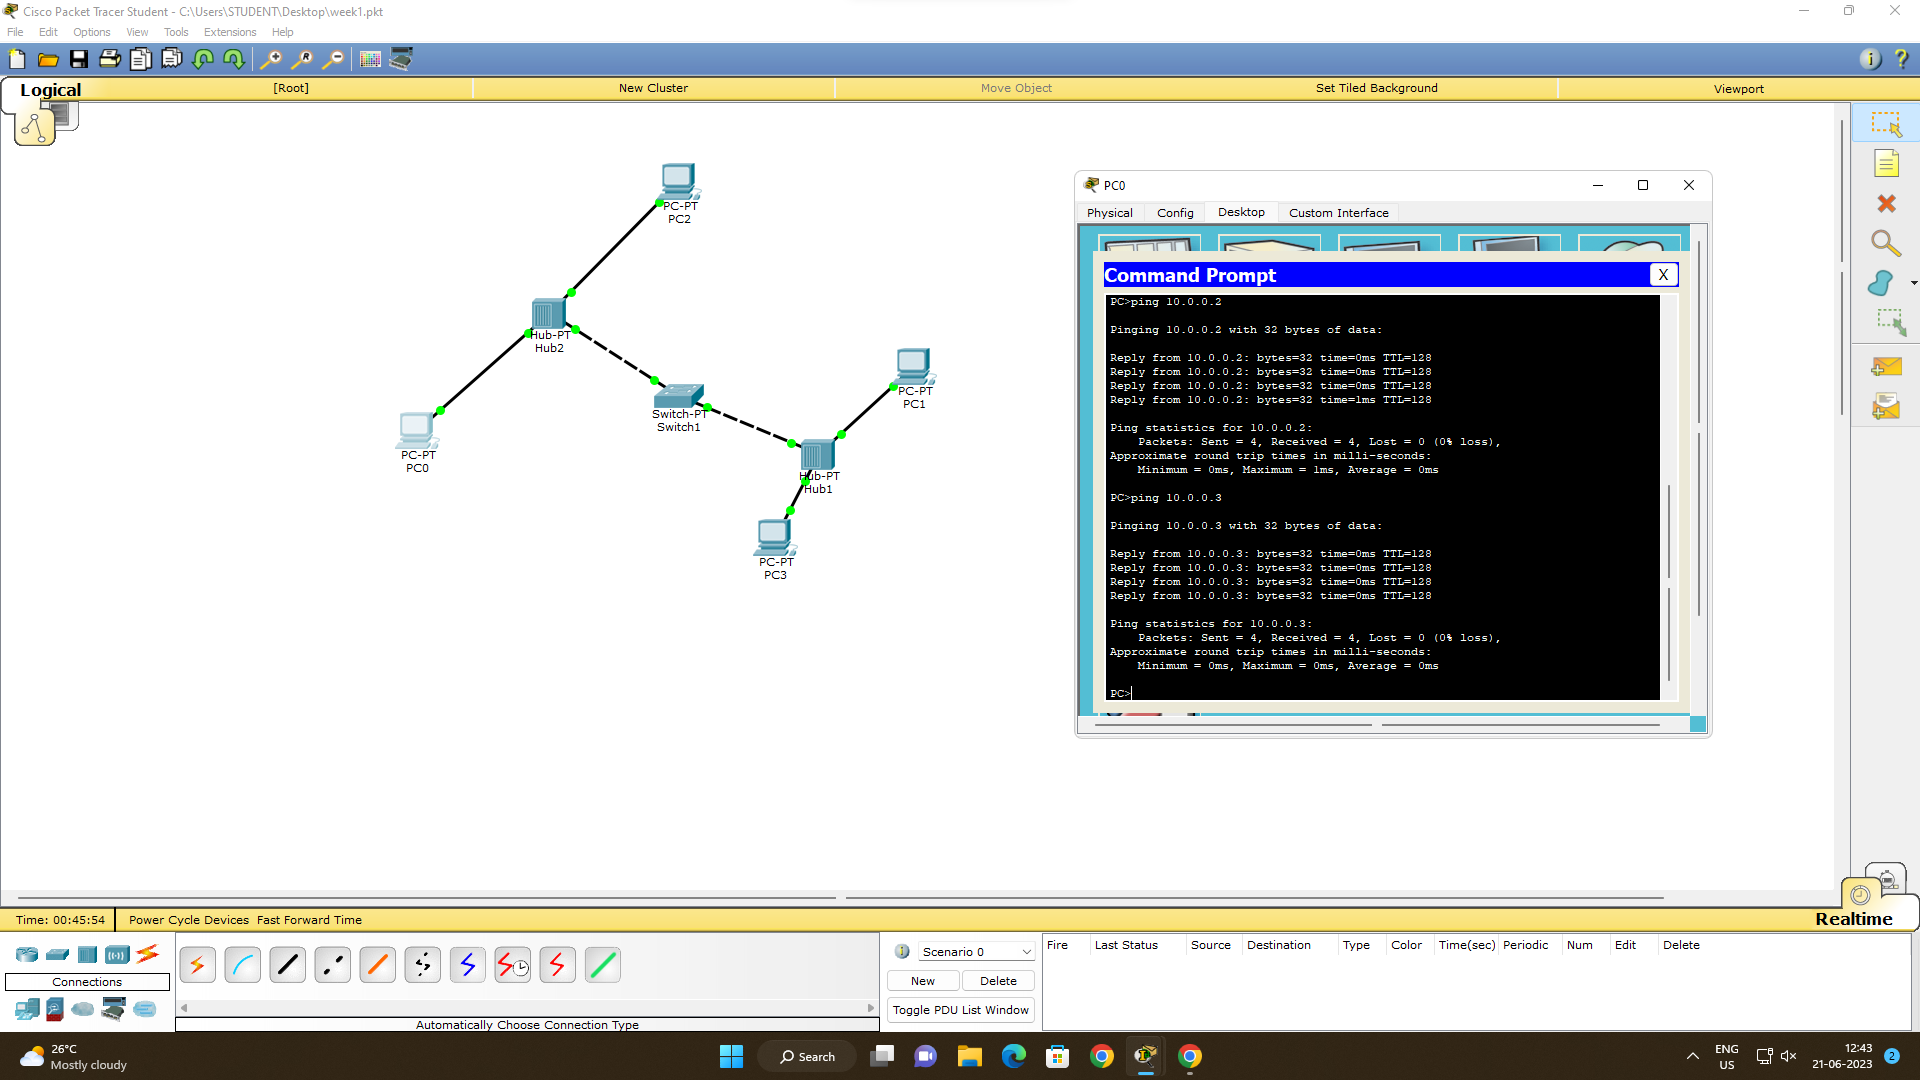 Cisco Packet Tracer Student - C:\Users\STUDENT\Desktop\week1.pkt
File Edit Options View Tools Extensions Help
Logical [Root] New Cluster Move Object Set Tiled Background Viewport
PC-PT
PC2
Hub-PT
Hub2
PC-PT
PC1
Switch-PT
Switch1
PC-PT
PC0
Hub-PT
Hub1
PC-PT
PC3
PC0
Physical Config Desktop Custom Interface
Command Prompt X
PC>ping 10.0.0.2
Pinging 10.0.0.2 with 32 bytes of data:
Reply from 10.0.0.2: bytes=32 time=0ms TTL=128
Reply from 10.0.0.2: bytes=32 time=0ms TTL=128
Reply from 10.0.0.2: bytes=32 time=0ms TTL=128
Reply from 10.0.0.2: bytes=32 time=1ms TTL=128
Ping statistics for 10.0.0.2:
Packets: Sent = 4, Received = 4, Lost = 0 (0% loss),
Approximate round trip times in milli-seconds:
Minimum = 0ms, Maximum = 1ms, Average = 0ms
PC>ping 10.0.0.3
Pinging 10.0.0.3 with 32 bytes of data:
Reply from 10.0.0.3: bytes=32 time=0ms TTL=128
Reply from 10.0.0.3: bytes=32 time=0ms TTL=128
Reply from 10.0.0.3: bytes=32 time=0ms TTL=128
Reply from 10.0.0.3: bytes=32 time=0ms TTL=128
Ping statistics for 10.0.0.3:
Packets: Sent = 4, Received = 4, Lost = 0 (0% loss),
Approximate round trip times in milli-seconds:
Minimum = 0ms, Maximum = 0ms, Average = 0ms
PC>
Time: 00:45:54 Power Cycle Devices Fast Forward Time Realtime
Connections
Automatically Choose Connection Type
Scenario 0
New Delete
Toggle PDU List Window
Fire Last Status Source Destination Type Color Time(sec) Periodic Num Edit Delete
26°C
Mostly cloudy
Search
ENG
US
12:43
21-06-2023
2